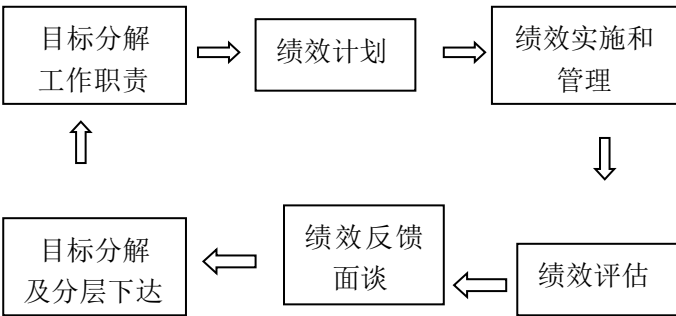 目标分解
工作职责
绩效计划
绩效实施和
管理
目标分解
及分层下达
绩效反馈
面谈
绩效评估